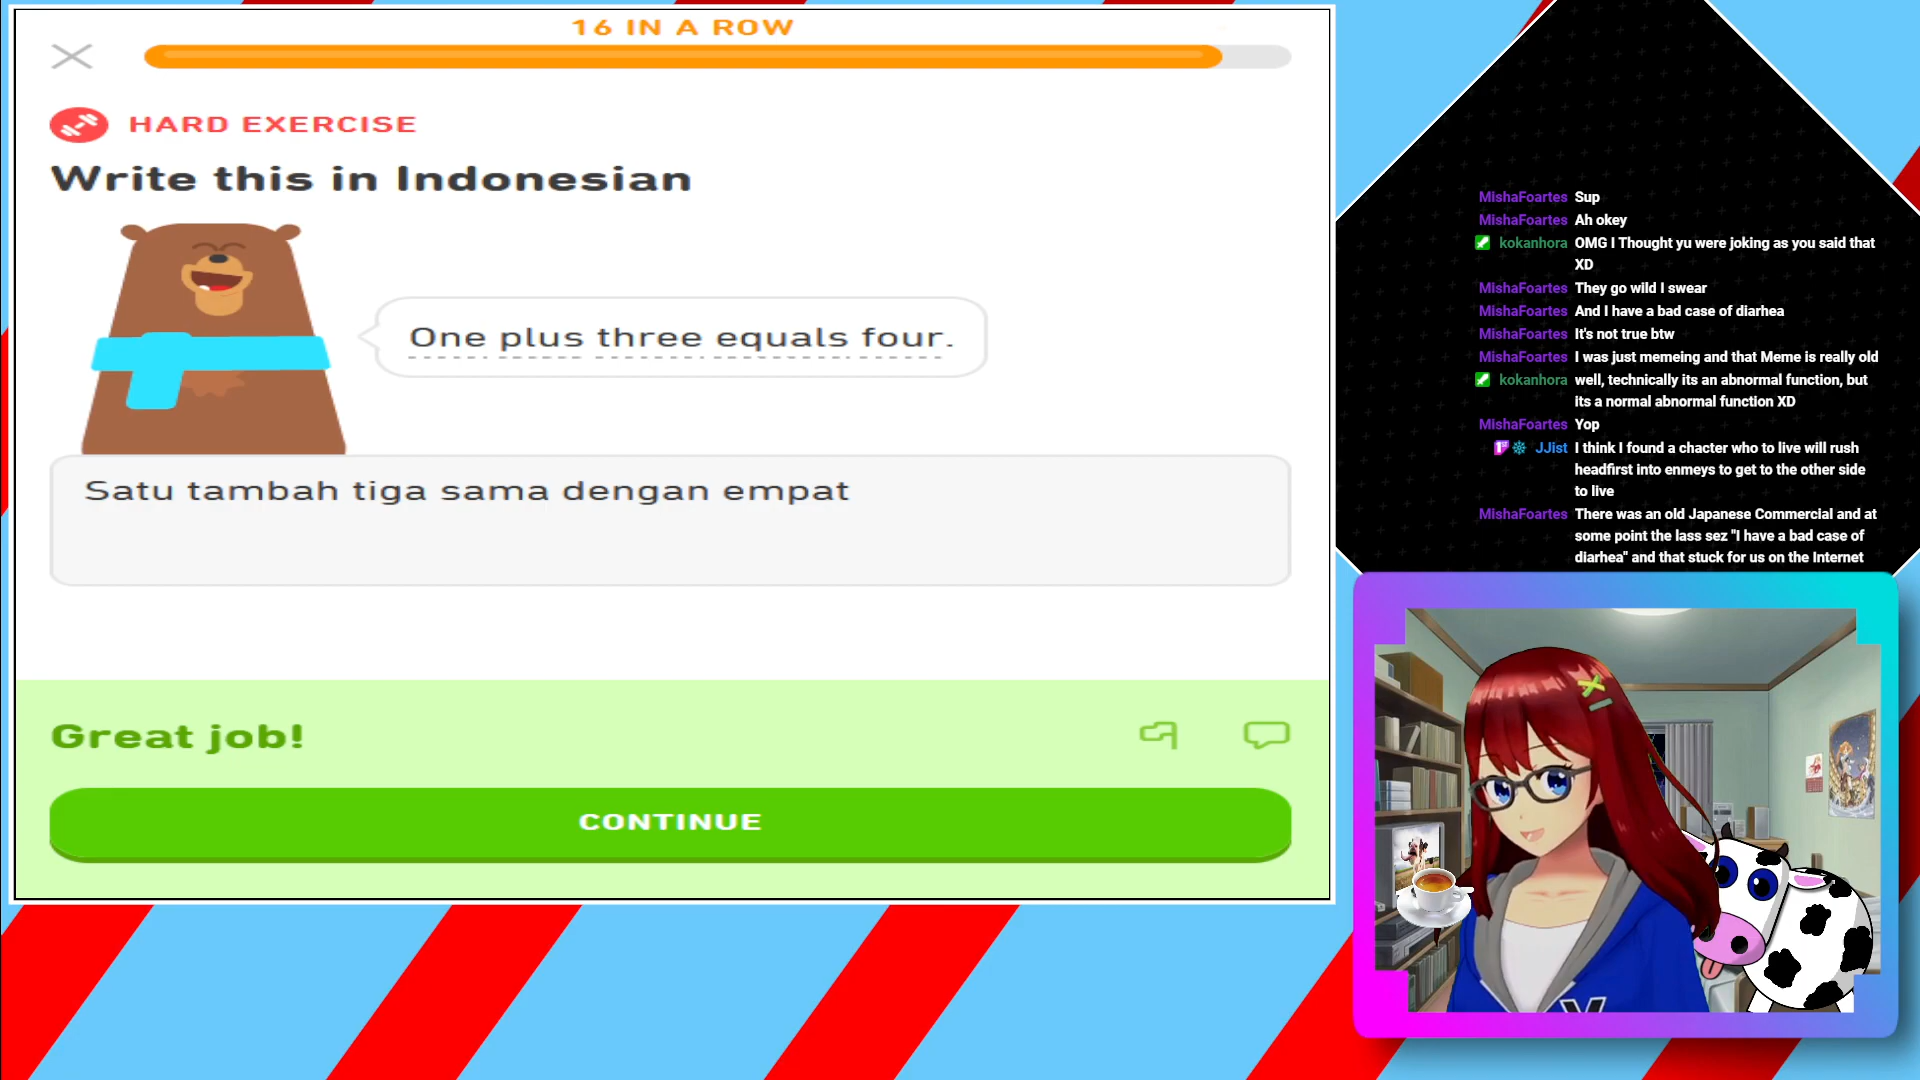 16 IN A ROW
HARD EXERCISE
Write this in Indonesian
One plus three equals four.
Satu tambah tiga sama dengan empat
Great job!
CONTINUE
MishaFoartes Sup
MishaFoartes Ah okey
kokanhora OMG I Thought yu were joking as you said that
XD
MishaFoartes They go wild I swear
MishaFoartes And I have a bad case of diarhea
MishaFoartes It's not true btw
MishaFoartes I was just memeing and that Meme is really old
kokanhora well, technically its an abnormal function, but
its a normal abnormal function XD
MishaFoartes Yop
JJist I think I found a chacter who to live will rush
headfirst into enmeys to get to the other side
to live
MishaFoartes There was an old Japanese Commercial and at
some point the lass sez "I have a bad case of
diarhea" and that stuck for us on the Internet